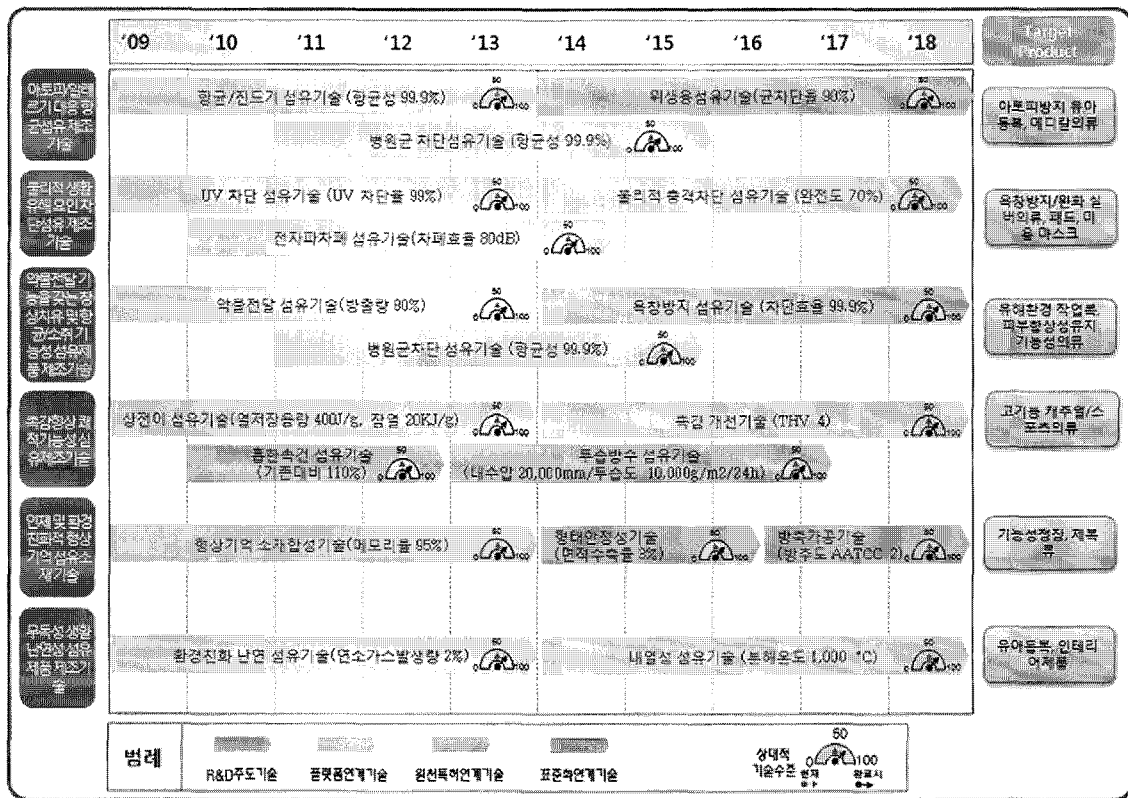 '09 '10 '11 '12 '13 '14 '15 '16 '17 '18
Target
Product
항균/진드기 섬유기술 (항균성 99.9%)
위생용섬유기술(균차단율 90%)
병원균 차단섬유기술 (항균성 99.9%)
아토피방지 유아
동복, 메디칼의류
UV 차단 섬유기술 (UV 차단율 99%)
물리적 충격차단 섬유기술 (완전도 70%)
전자파차폐 섬유기술(차폐효율 80dB)
욕창방지/완화 실
버의류, 패드, 미
용 마스크
약물전달 섬유기술(방출량 80%)
욕창방지 섬유기술 (차단효율 99.9%)
병원균차단 섬유기술 (항균성 99.9%)
유해환경 작업복,
피부항상성유지
기능성의류
상전이 섬유기술(열저장용량 400J/g, 잠열 20KJ/g)
촉감 개선기술 (THV 4)
흡한속건 섬유기술
(기존대비 110%)
투습방수 섬유기술
(내수압 20,000mm/투습도 10,000g/m2/24h)
고기능 캐주얼/스
포츠의류
형상기억 소재합성기술(메모리율 95%)
형태안정성기술
(면적수축률 3%)
방축가공기술
(방추도 AATCC 2)
기능성정장, 제복
류
환경친화 난연 섬유기술(연소가스발생량 2%)
내열성 섬유기술 (분해온도 1,000 °C)
유아동복, 인테리
어제품
범례
R&D주도기술
플랫폼연계기술
원천특허연계기술
표준화연계기술
상대적
기술수준
0 50 100
현재
완료시